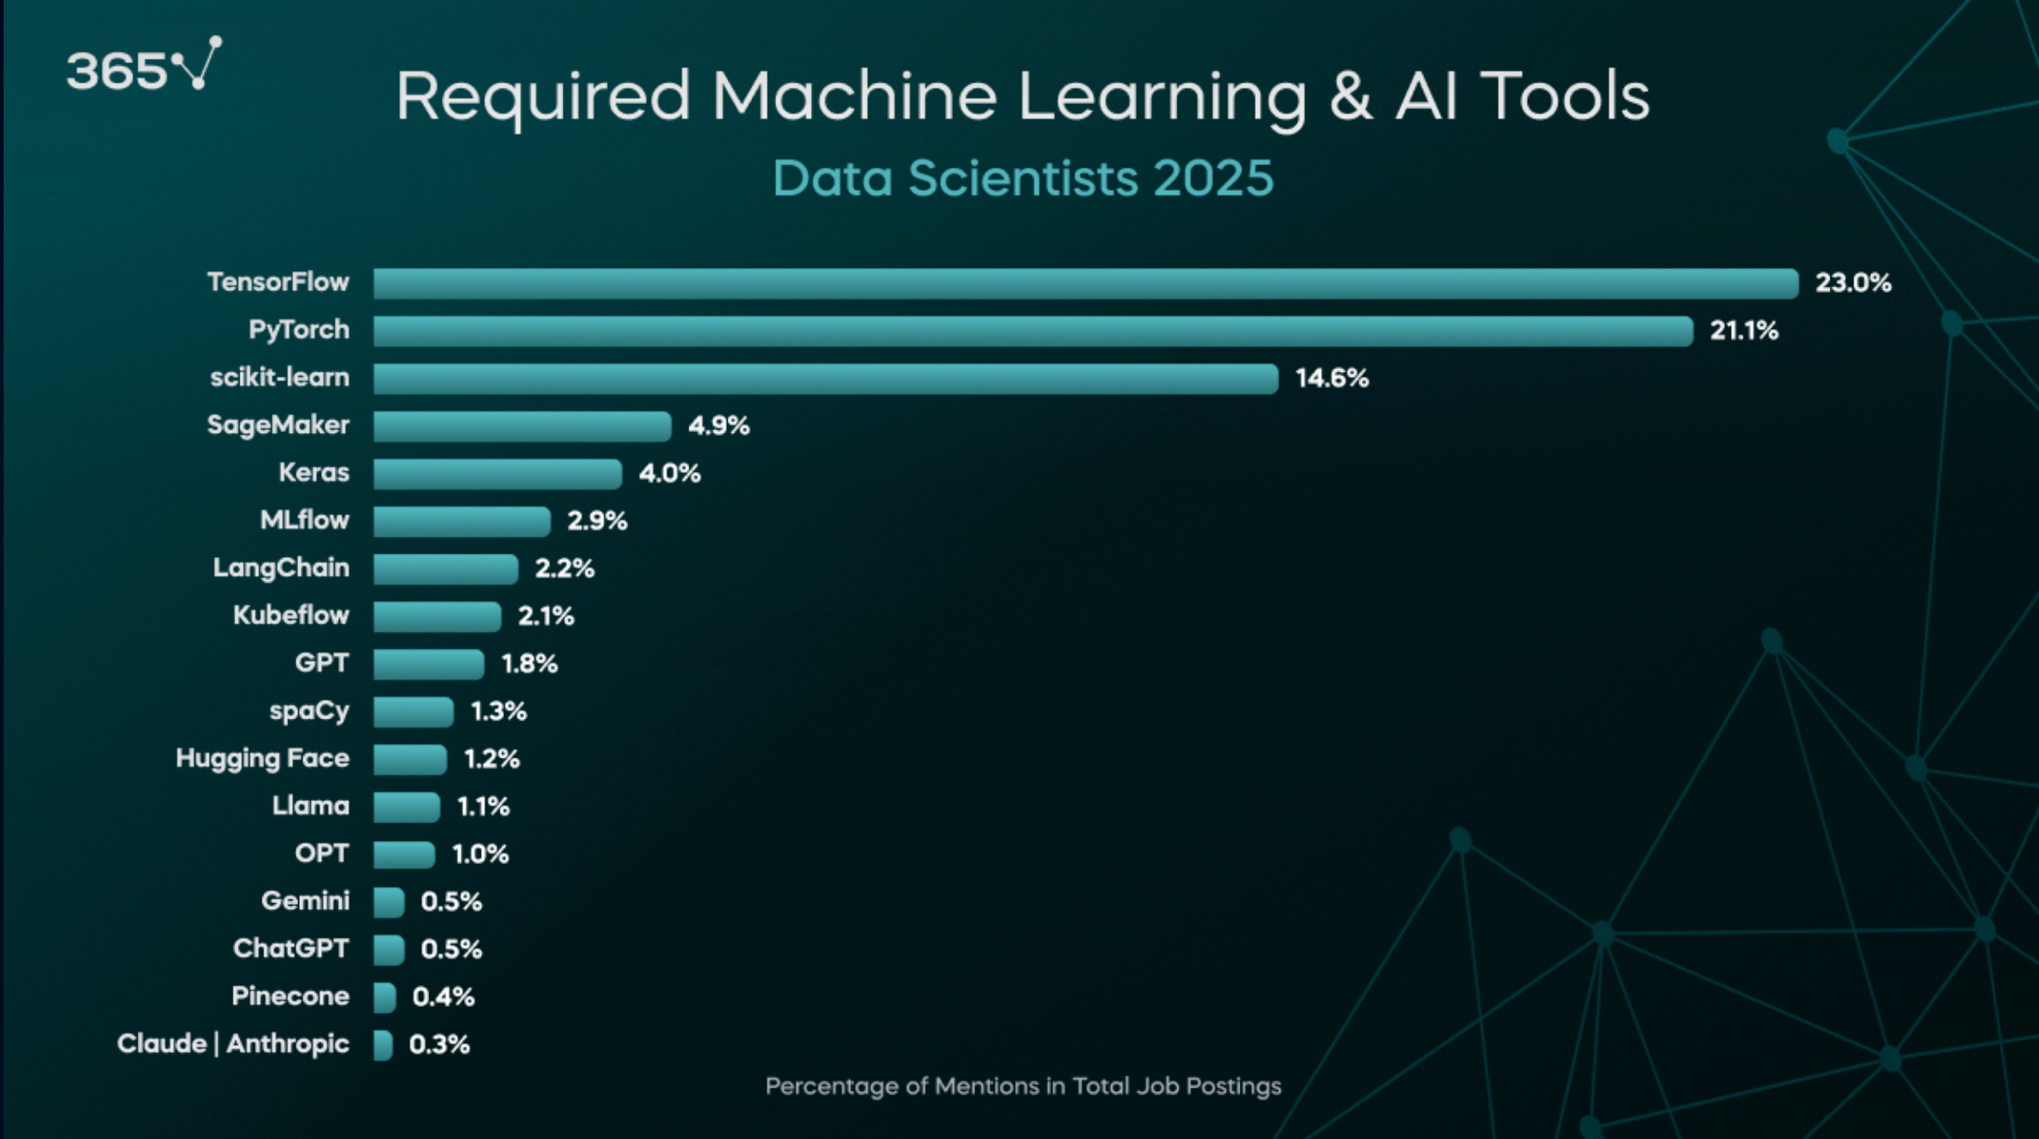 365
Required Machine Learning & AI Tools
Data Scientists 2025
TensorFlow 23.0%
PyTorch 21.1%
scikit-learn 14.6%
SageMaker 4.9%
Keras 4.0%
MLflow 2.9%
LangChain 2.2%
Kubeflow 2.1%
GPT 1.8%
spaCy 1.3%
Hugging Face 1.2%
Llama 1.1%
OPT 1.0%
Gemini 0.5%
ChatGPT 0.5%
Pinecone 0.4%
Claude | Anthropic 0.3%
Percentage of Mentions in Total Job Postings